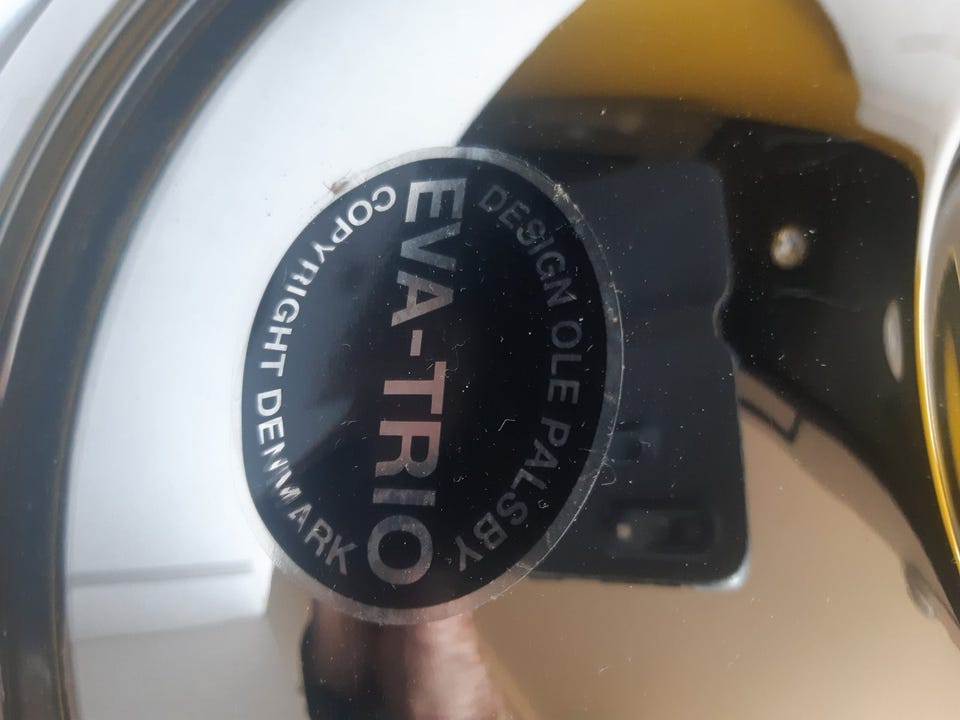 DESIGN OLE PALSBY
EVA-TRIO
COPYRIGHT DENMARK